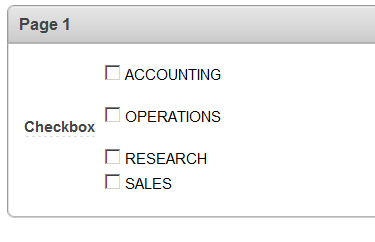 Page 1
ACCOUNTING
OPERATIONS
Checkbox
RESEARCH
SALES